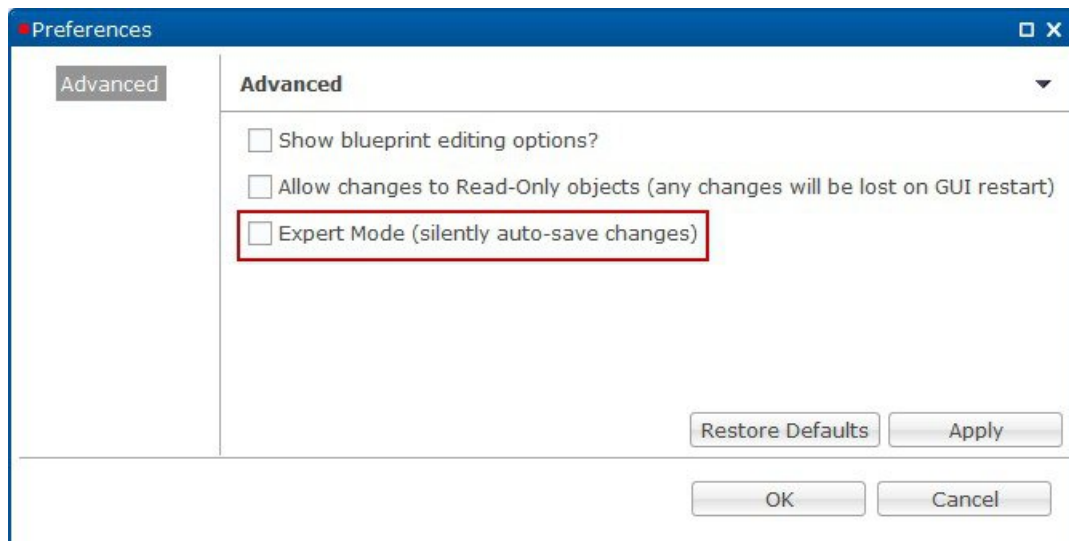 Preferences
Advanced
Advanced
Show blueprint editing options?
Allow changes to Read-Only objects (any changes will be lost on GUI restart)
Expert Mode (silently auto-save changes)
Restore Defaults
Apply
OK
Cancel